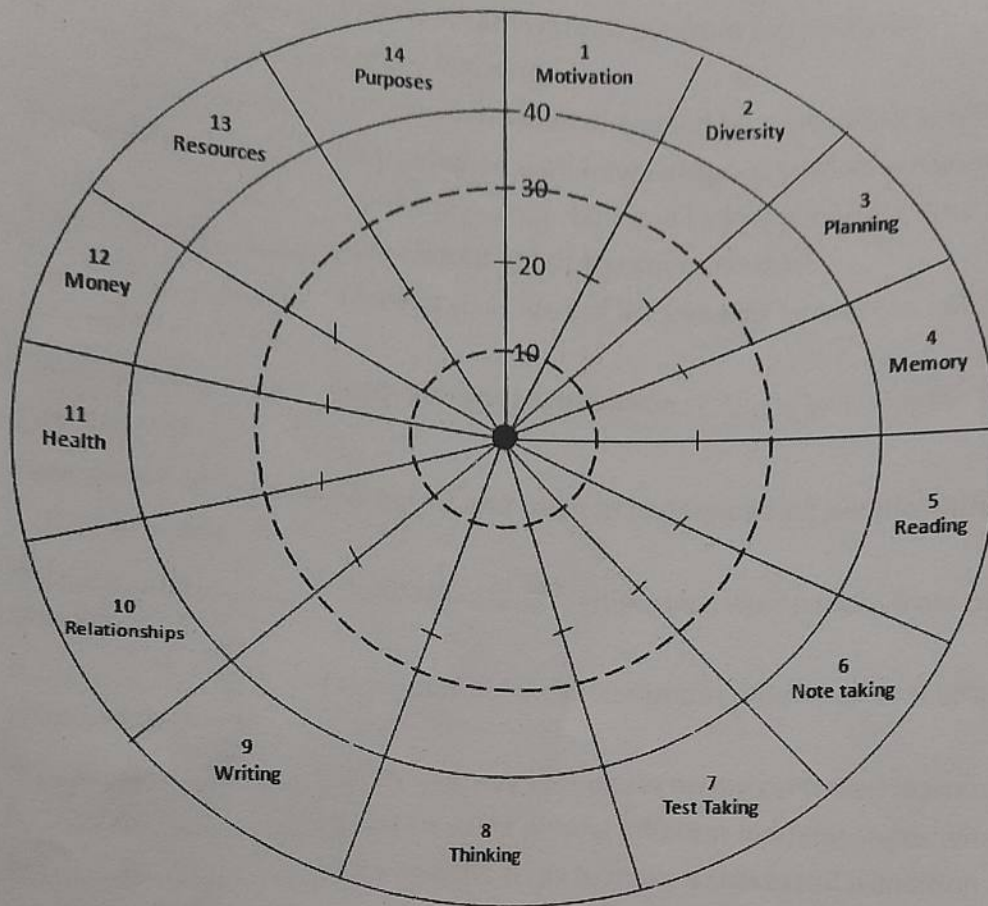 1
Motivation
2
Diversity
3
Planning
4
Memory
5
Reading
6
Note taking
7
Test Taking
8
Thinking
9
Writing
10
Relationships
11
Health
12
Money
13
Resources
14
Purposes
40
30
20
10